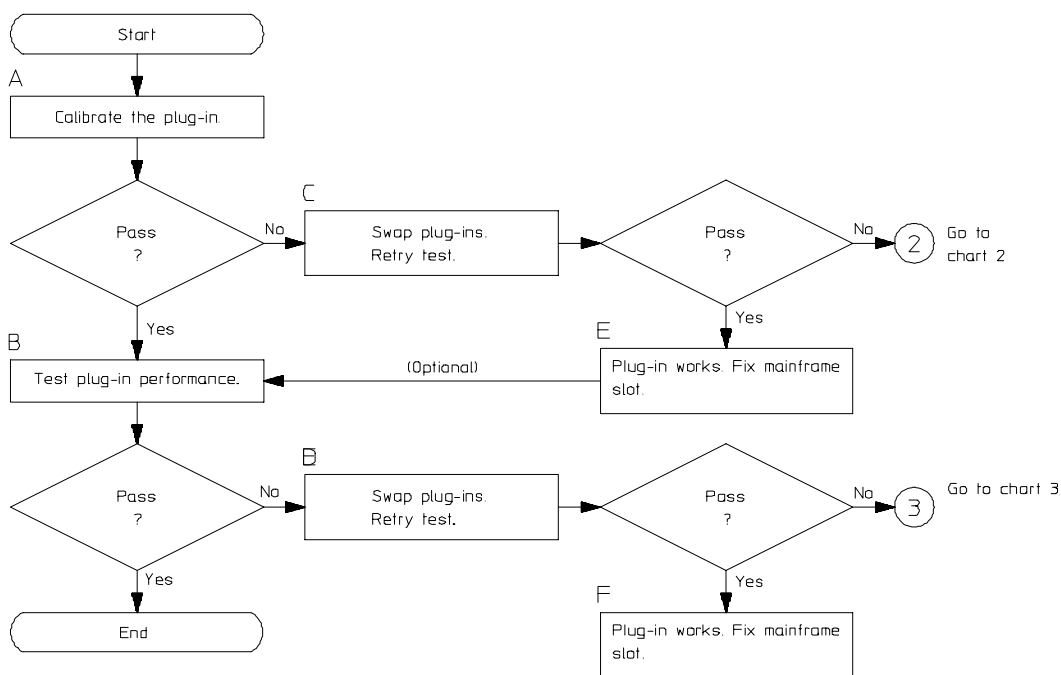 Start
A
Calibrate the plug-in.
Pass
?
No
C
Swap plug-ins.
Retry test.
Pass
?
No
2
Go to
chart 2
Yes
Yes
B
Test plug-in performance.
(Optional)
E
Plug-in works. Fix mainframe
slot.
Pass
?
No
D
Swap plug-ins.
Retry test.
Pass
?
No
3
Go to chart 3
Yes
Yes
End
F
Plug-in works. Fix mainframe
slot.